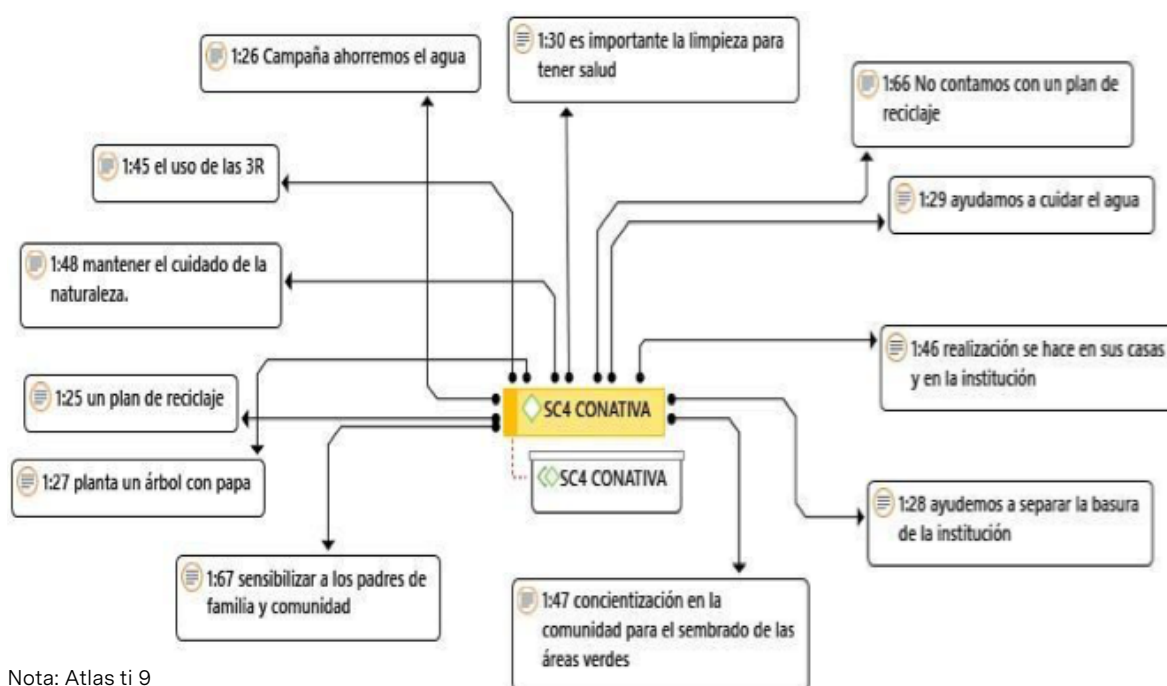 1:26 Campaña ahorremos el agua
1:30 es importante la limpieza para
tener salud
1:66 No contamos con un plan de
reciclaje
1:45 el uso de las 3R
1:29 ayudamos a cuidar el agua
1:48 mantener el cuidado de la
naturaleza.
1:46 realización se hace en sus casas
y en la institución
1:25 un plan de reciclaje
SC4 CONATIVA
1:27 planta un árbol con papa
SC4 CONATIVA
1:28 ayudemos a separar la basura
de la institución
1:67 sensibilizar a los padres de
familia y comunidad
1:47 concientización en la
comunidad para el sembrado de las
áreas verdes
Nota: Atlas ti 9